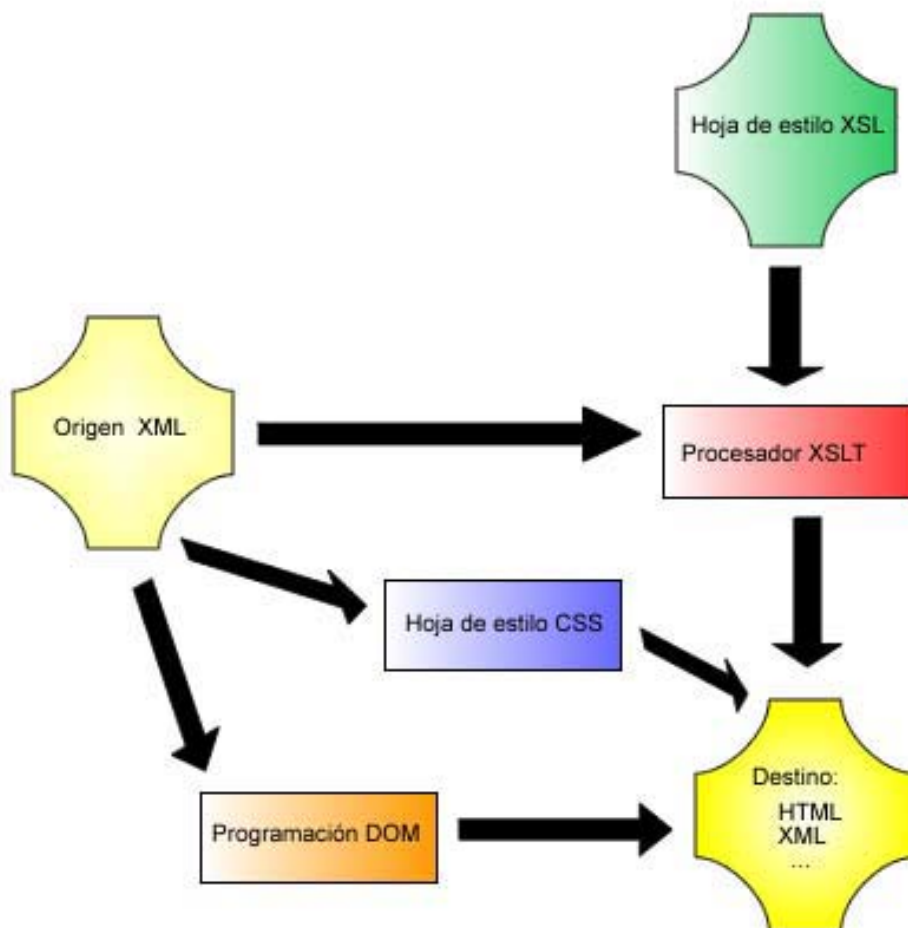 Hoja de estilo XSL
Origen XML
Procesador XSLT
Hoja de estilo CSS
Programación DOM
Destino:
HTML
XML
...